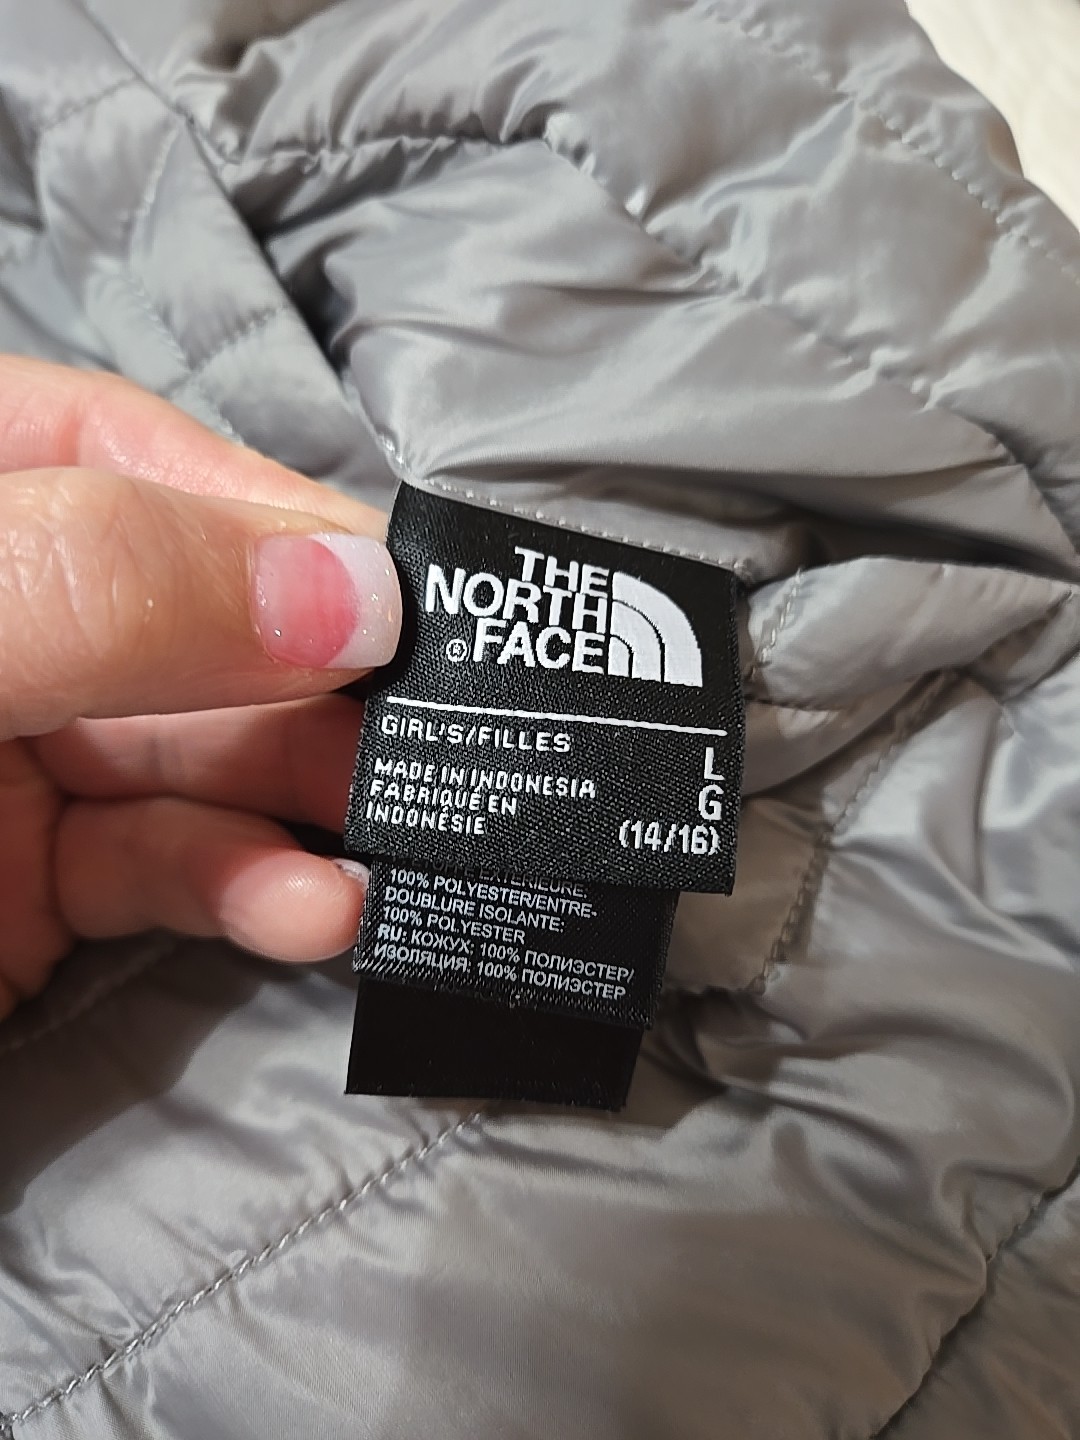 THE
NORTH
® FACE
GIRL'S/FILLES
L
MADE IN INDONESIA
FABRIQUÉ EN
G
INDONÉSIE
(14/16)
EXTÉRIEURE:
100% POLYESTER/ENTRE-
DOUBLURE ISOLANTE:
100% POLYESTER
RU: КОЖУХ: 100% ПОЛИЭСТЕР/
ИЗОЛЯЦИЯ: 100% ПОЛИЭСТЕР